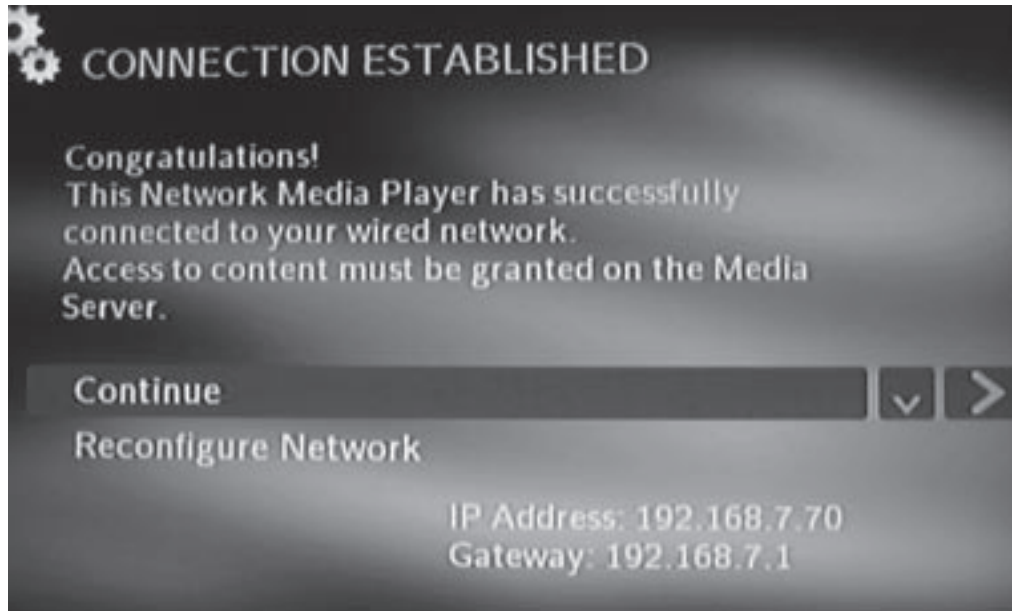 CONNECTION ESTABLISHED
Congratulations!
This Network Media Player has successfully
connected to your wired network.
Access to content must be granted on the Media
Server.
Continue
Reconfigure Network
IP Address: 192.168.7.70
Gateway: 192.168.7.1